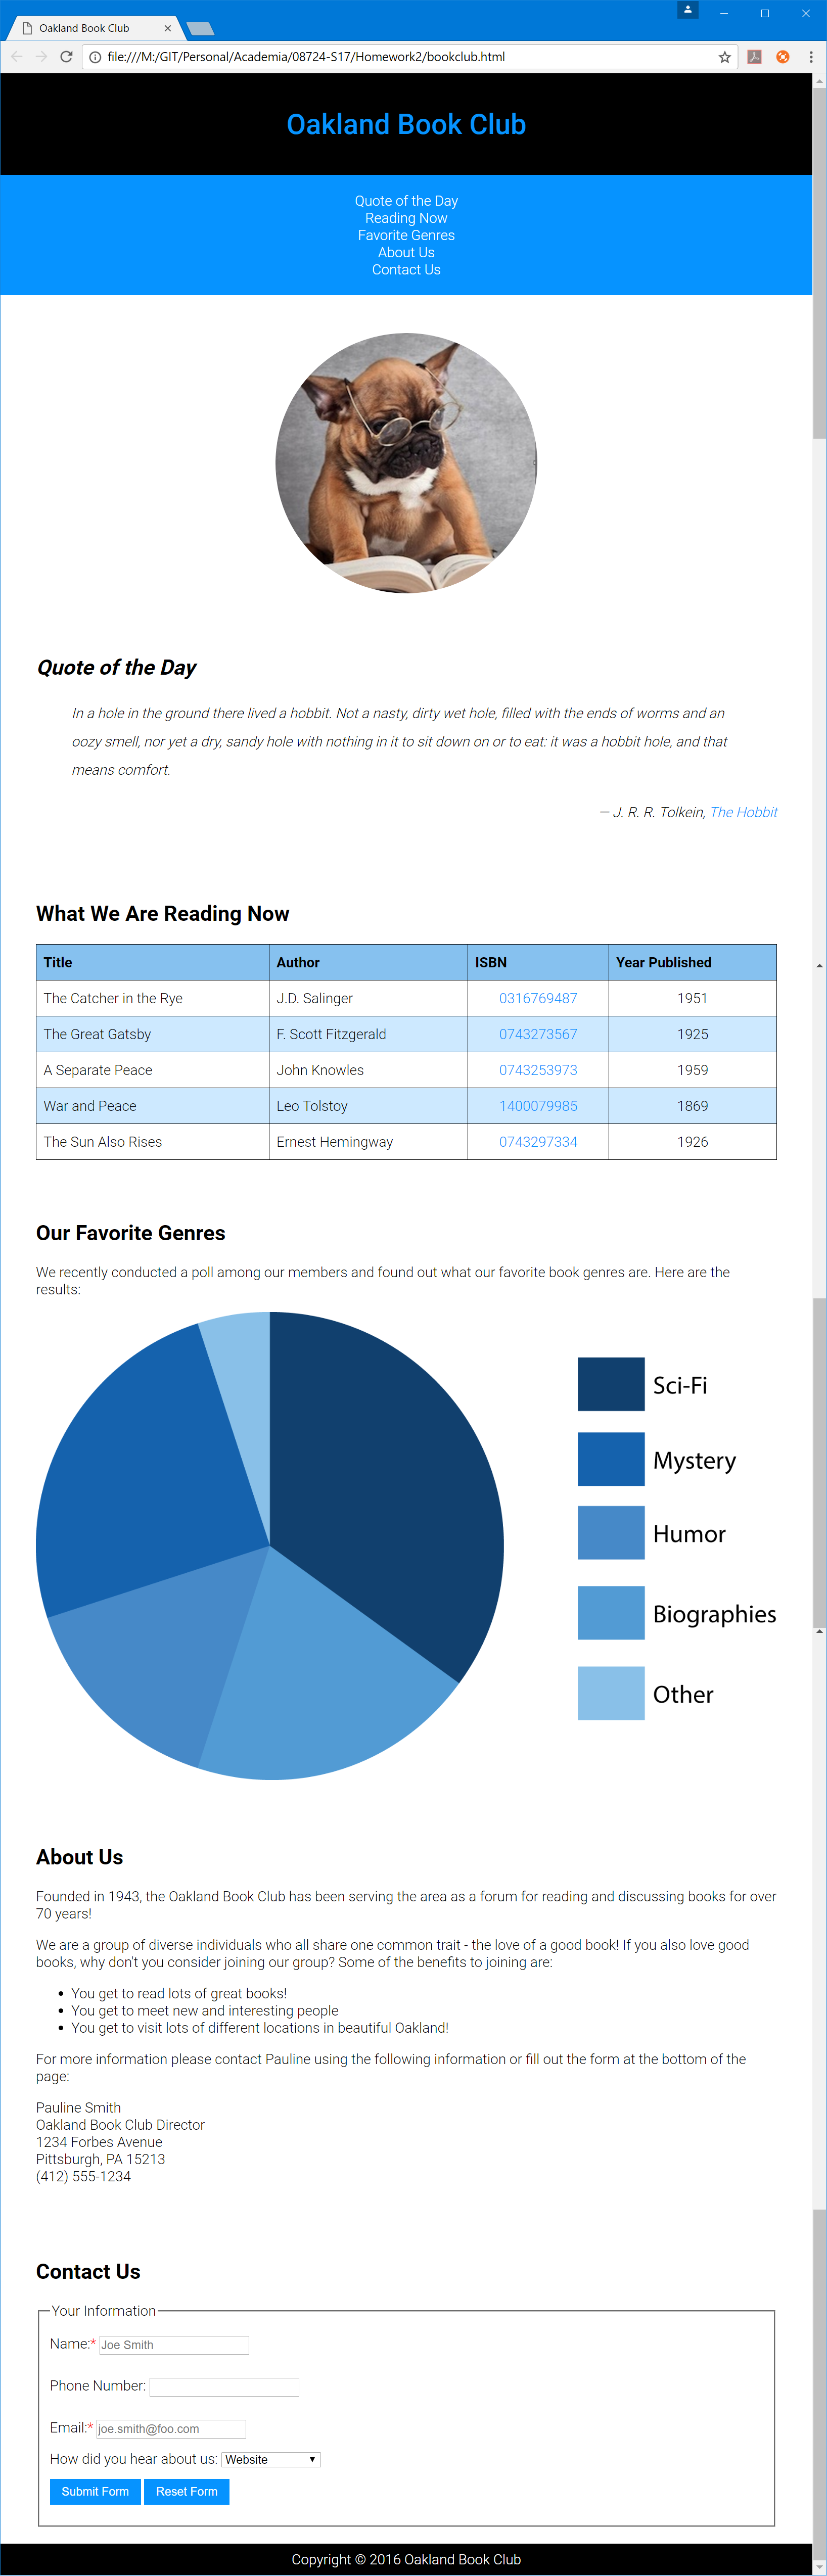 Oakland Book Club
file:///M:/GIT/Personal/Academia/08724-S17/Homework2/bookclub.html
Oakland Book Club
Quote of the Day
Reading Now
Favorite Genres
About Us
Contact Us
Quote of the Day
In a hole in the ground there lived a hobbit. Not a nasty, dirty wet hole, filled with the ends of worms and an
oozy smell, nor yet a dry, sandy hole with nothing in it to sit down on or to eat: it was a hobbit hole, and that
means comfort.
— J. R. R. Tolkein, The Hobbit
What We Are Reading Now
Title Author ISBN Year Published
The Catcher in the Rye J.D. Salinger 0316769487 1951
The Great Gatsby F. Scott Fitzgerald 0743273567 1925
A Separate Peace John Knowles 0743253973 1959
War and Peace Leo Tolstoy 1400079985 1869
The Sun Also Rises Ernest Hemingway 0743297334 1926
Our Favorite Genres
We recently conducted a poll among our members and found out what our favorite book genres are. Here are the
results:
Sci-Fi
Mystery
Humor
Biographies
Other
About Us
Founded in 1943, the Oakland Book Club has been serving the area as a forum for reading and discussing books for over
70 years!
We are a group of diverse individuals who all share one common trait - the love of a good book! If you also love good
books, why don't you consider joining our group? Some of the benefits to joining are:
• You get to read lots of great books!
• You get to meet new and interesting people
• You get to visit lots of different locations in beautiful Oakland!
For more information please contact Pauline using the following information or fill out the form at the bottom of the
page:
Pauline Smith
Oakland Book Club Director
1234 Forbes Avenue
Pittsburgh, PA 15213
(412) 555-1234
Contact Us
Your Information
Name:* Joe Smith
Phone Number:
Email:* joe.smith@foo.com
How did you hear about us: Website
Submit Form Reset Form
Copyright © 2016 Oakland Book Club